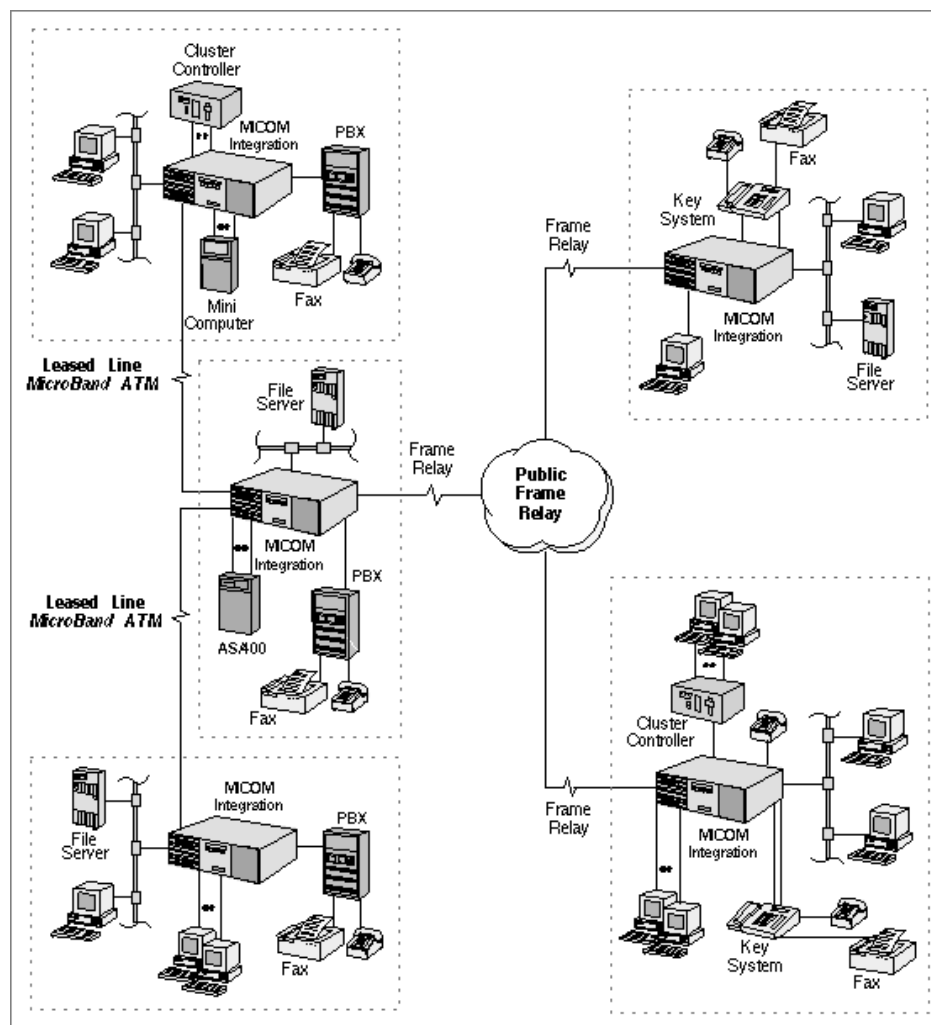 Cluster
Controller
MICOM
Integration
PBX
Fax
Mini
Computer
Leased Line
MicroBand ATM
File
Server
Frame
Relay
MICOM
Integration
PBX
AS/400
Fax
Leased Line
MicroBand ATM
MICOM
Integration
PBX
File
Server
Fax
Public
Frame
Relay
Fax
Key
System
Frame
Relay
MICOM
Integration
File
Server
Cluster
Controller
Frame
Relay
MICOM
Integration
Key
System
Fax